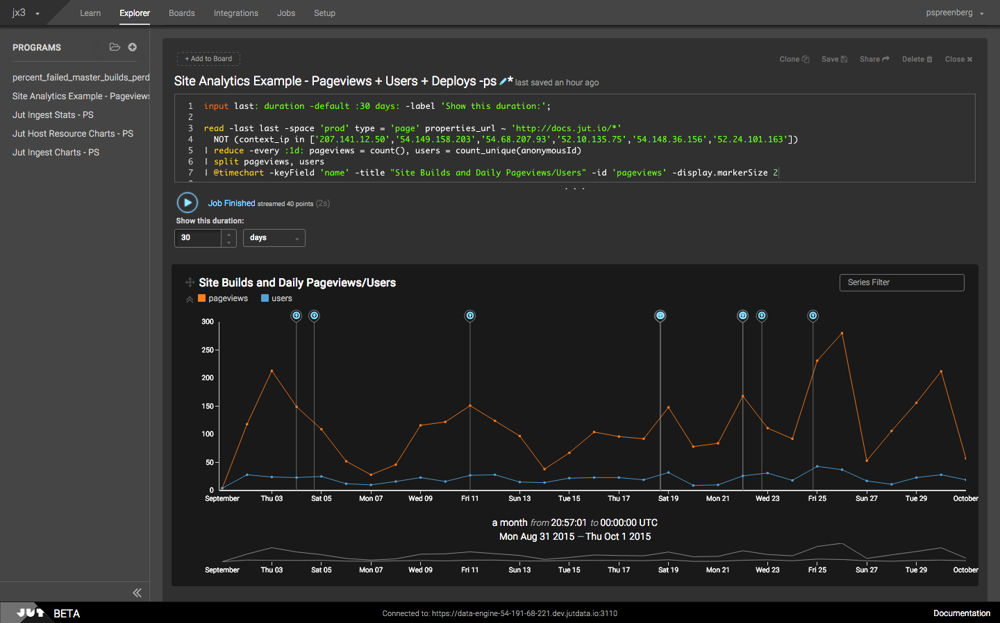 jx3
Learn
Explorer
Boards
Integrations
Jobs
Setup
pspreenberg
PROGRAMS
percent_failed_master_builds_perd
Site Analytics Example - Pageviews
Jut Ingest Stats - PS
Jut Host Resource Charts - PS
Jut Ingest Charts - PS
+ Add to Board
Clone
Save
Share
Delete
Close
Site Analytics Example - Pageviews + Users + Deploys -ps * last saved an hour ago
1 input last: duration -default :30 days: -label 'Show this duration:';
2
3 read -last last -space 'prod' type = 'page' properties_url ~ 'http://docs.jut.io/*'
4 NOT (context_ip in ['207.141.12.50','54.149.158.203','54.68.207.93','52.10.135.75','54.148.36.156','52.24.101.163'])
5 | reduce -every :1d: pageviews = count(), users = count_unique(anonymousId)
6 | split pageviews, users
7 | @timechart -keyField 'name' -title "Site Builds and Daily Pageviews/Users" -id 'pageviews' -display.markerSize 2
Job Finished streamed 40 points (2s)
Show this duration:
30
days
Site Builds and Daily Pageviews/Users
Series Filter
pageviews
users
300
250
200
150
100
50
0
September Thu 03 Sat 05 Mon 07 Wed 09 Fri 11 Sun 13 Tue 15 Thu 17 Sat 19 Mon 21 Wed 23 Fri 25 Sun 27 Tue 29 October
a month from 20:57:01 to 00:00:00 UTC
Mon Aug 31 2015 — Thu Oct 1 2015
September Thu 03 Sat 05 Mon 07 Wed 09 Fri 11 Sun 13 Tue 15 Thu 17 Sat 19 Mon 21 Wed 23 Fri 25 Sun 27 Tue 29 October
JUT BETA
Connected to: https://data-engine-54-191-68-221.dev.jutdata.io:3110
Documentation